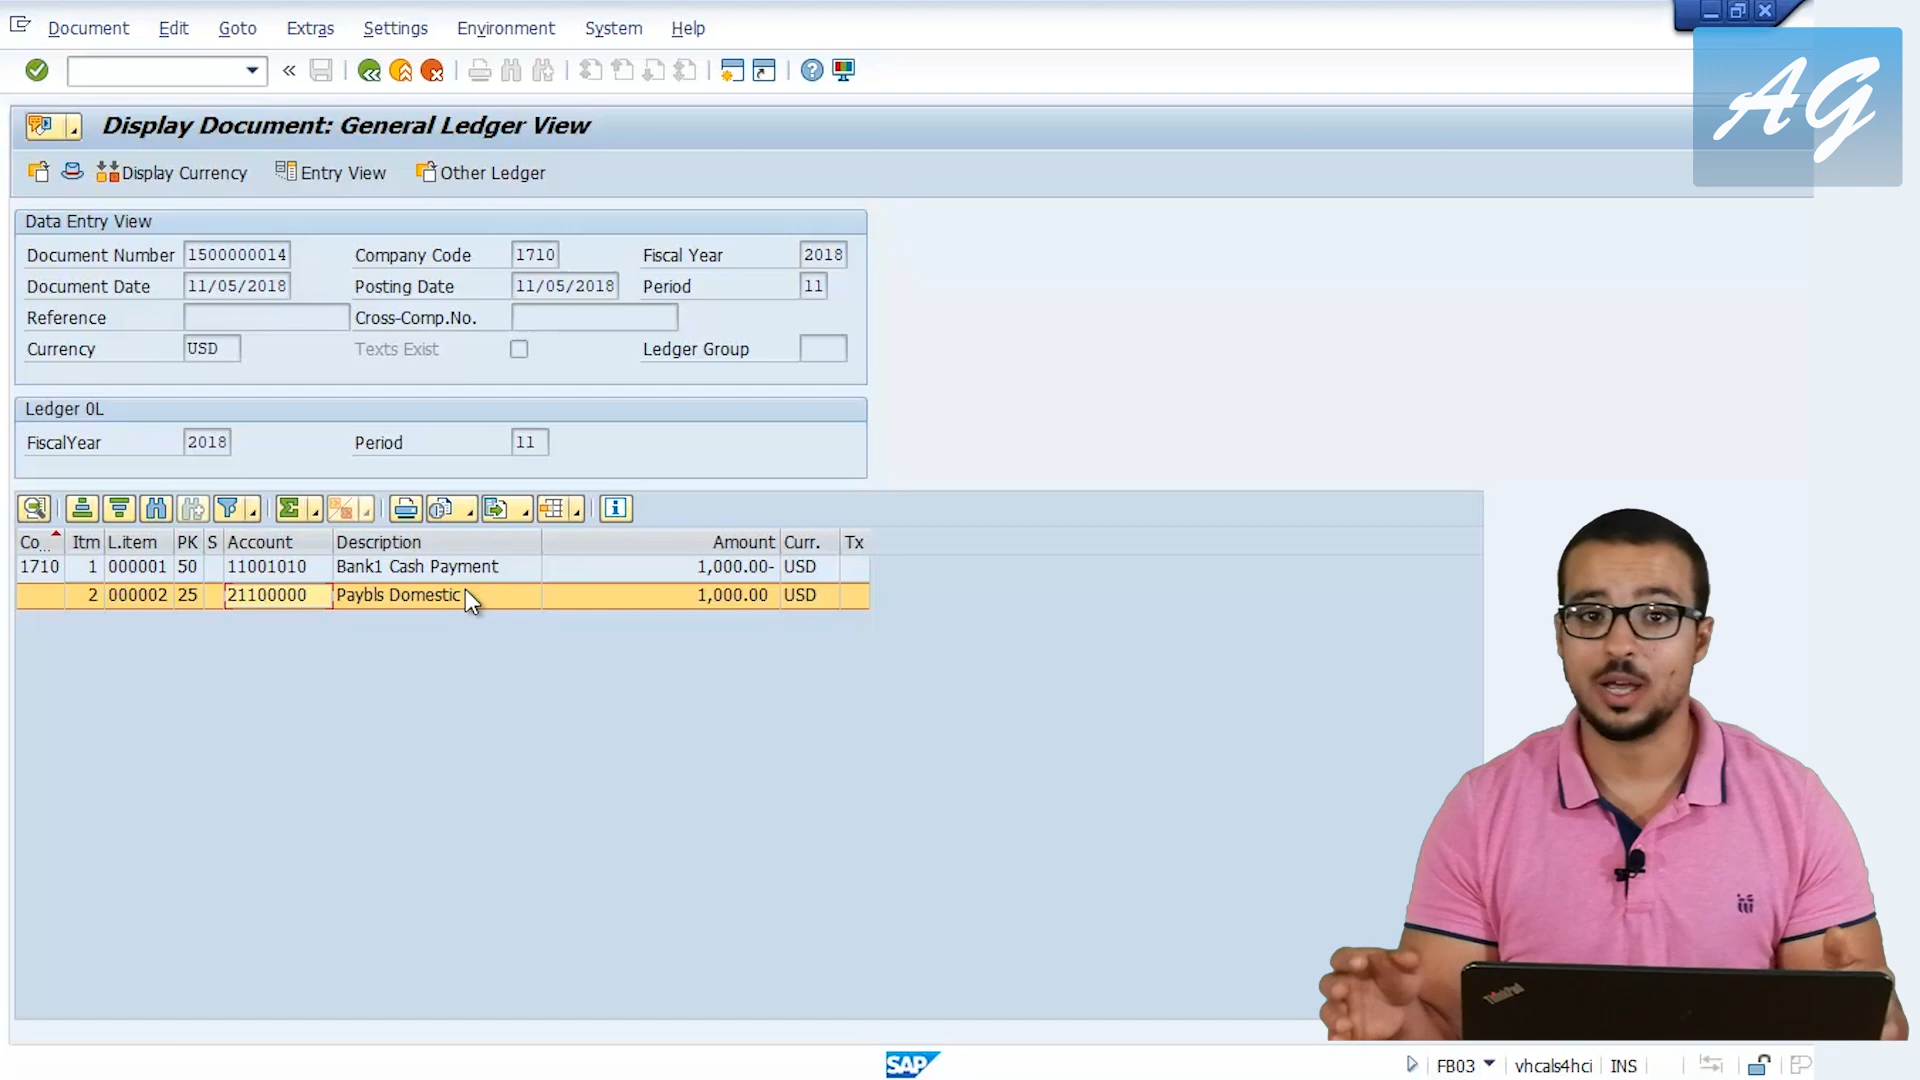 Document Edit Goto Extras Settings Environment System Help
AG
Display Document: General Ledger View
Display Currency Entry View Other Ledger
Data Entry View
Document Number 1500000014 Company Code 1710 Fiscal Year 2018
Document Date 11/05/2018 Posting Date 11/05/2018 Period 11
Reference Cross-Comp.No.
Currency USD Texts Exist Ledger Group
Ledger 0L
FiscalYear 2018 Period 11
Co... Itm L.item PK S Account Description Amount Curr. Tx
1710 1 000001 50 11001010 Bank1 Cash Payment 1,000.00- USD
2 000002 25 21100000 Paybls Domestic 1,000.00 USD
ThinkPad
SAP FB03 vhcals4hci INS